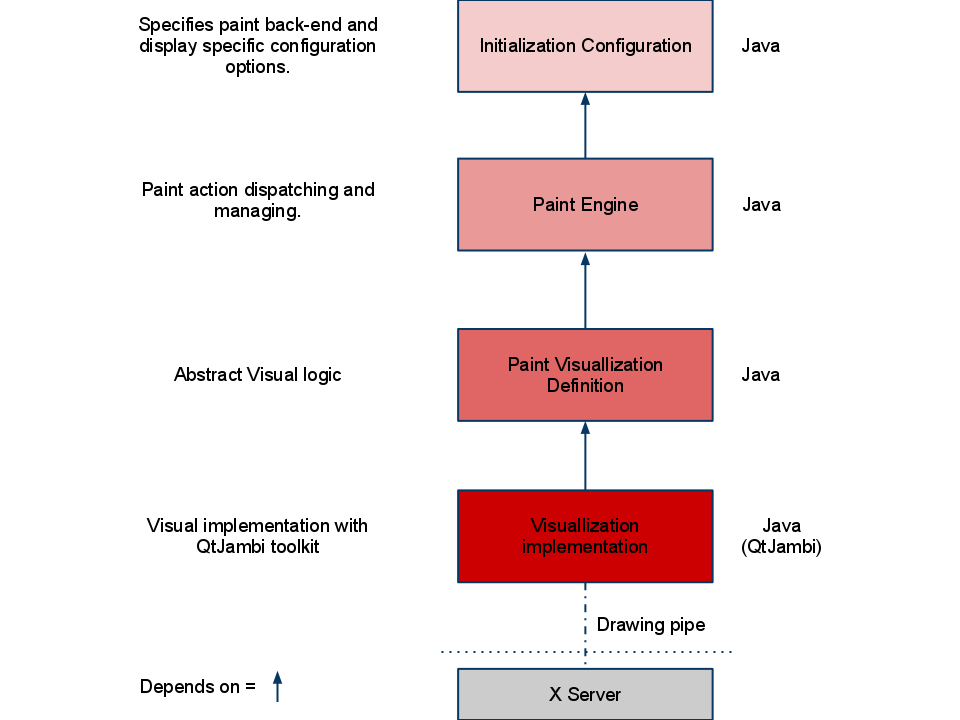 Specifies paint back-end and
display specific configuration
options.
Initialization Configuration
Java
Paint action dispatching and
managing.
Paint Engine
Java
Abstract Visual logic
Paint Visuallization
Definition
Java
Visual implementation with
QtJambi toolkit
Visuallization
implementation
Java
(QtJambi)
Drawing pipe
Depends on =
X Server